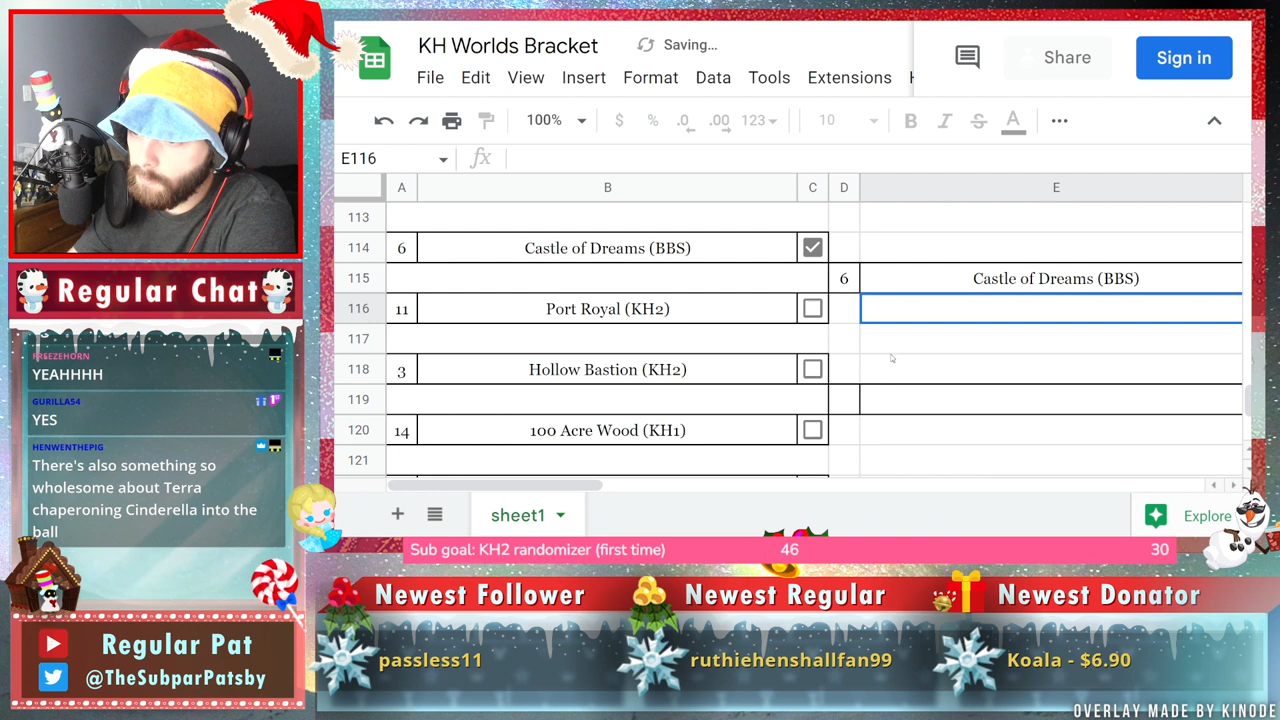 KH Worlds Bracket
Saving...
File Edit View Insert Format Data Tools Extensions
Share
Sign in
100% $ % .0 .00 123 10 B I S A
E116 fx
A B C D E
113
114 6 Castle of Dreams (BBS)
115 6 Castle of Dreams (BBS)
116 11 Port Royal (KH2)
117
118 3 Hollow Bastion (KH2)
119
120 14 100 Acre Wood (KH1)
121
sheet1
Explore
Regular Chat
FREEZEHORN
YEAHHHH
GURILLA54
YES
HENWENTHEPIG
There's also something so
wholesome about Terra
chaperoning Cinderella into the
ball
Sub goal: KH2 randomizer (first time) 46 30
Newest Follower
passless11
Newest Regular
ruthiehenshallfan99
Newest Donator
Koala - $6.90
Regular Pat
@TheSubparPatsby
OVERLAY MADE BY KINODE